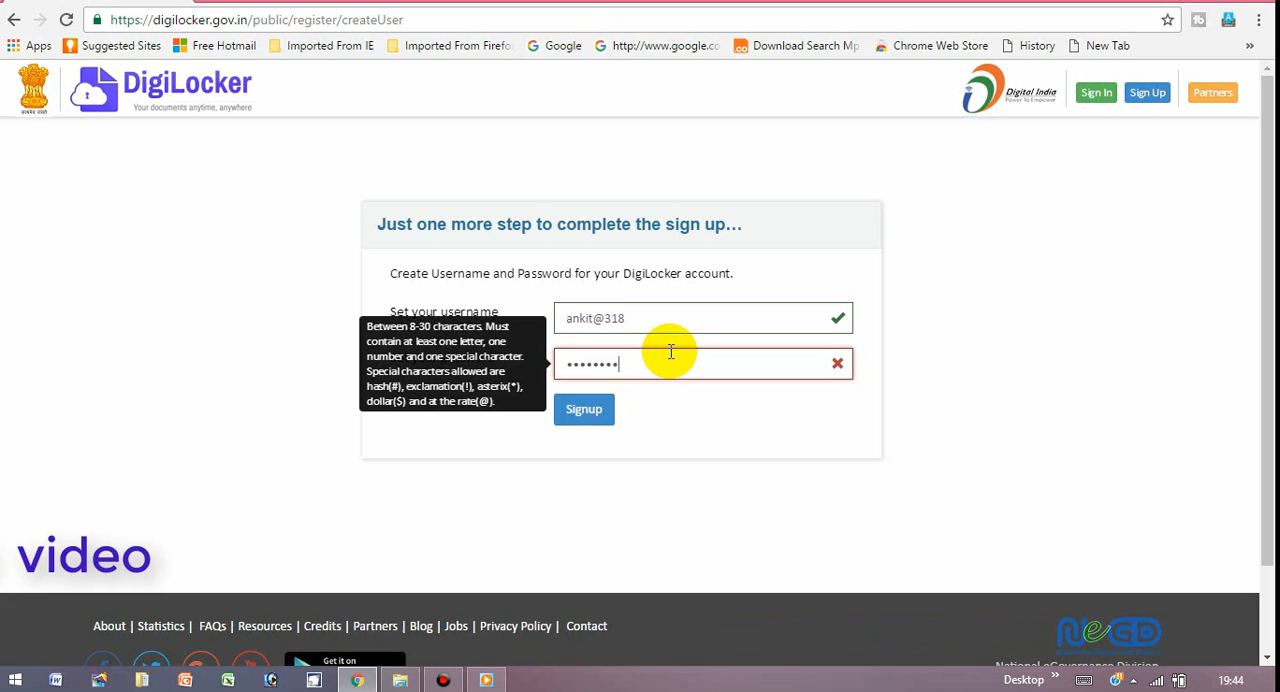 https://digilocker.gov.in/public/register/createUser
Apps Suggested Sites Free Hotmail Imported From IE Imported From Firefo Google http://www.google.co Download Search Mp Chrome Web Store History New Tab »
DigiLocker
Your documents anytime, anywhere
Digital India
Power To Empower
Sign In Sign Up Partners
Just one more step to complete the sign up...
Create Username and Password for your DigiLocker account.
Set your username
ankit@318
Between 8-30 characters. Must
contain at least one letter, one
number and one special character.
Special characters allowed are
hash(#), exclamation(!), asterix(*),
dollar($) and at the rate(@).
••••••••
Signup
video
About | Statistics | FAQs | Resources | Credits | Partners | Blog | Jobs | Privacy Policy | Contact
NeGD
Get it on
National eGovernance Division
Desktop » 19:44